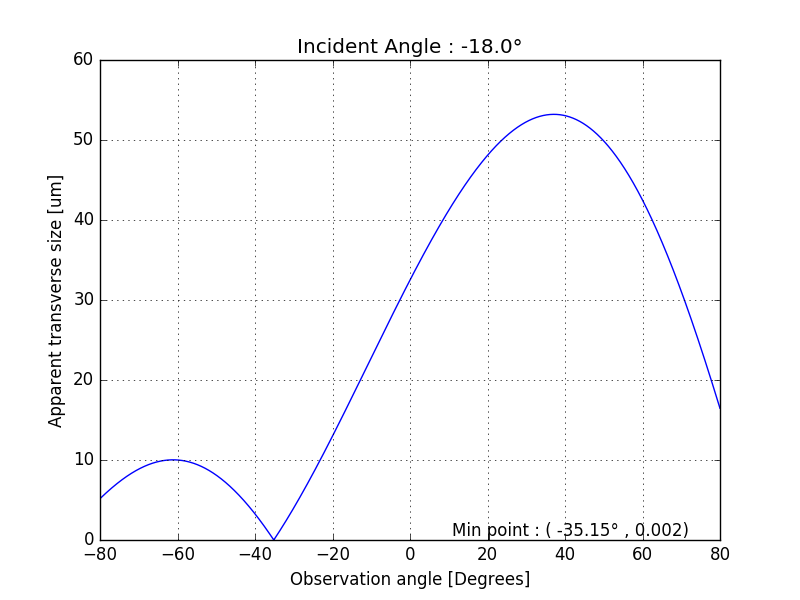 Incident Angle : -18.0°
60
50
40
30
20
10
0
Apparent transverse size [um]
Min point : ( -35.15° , 0.002)
−80 −60 −40 −20 0 20 40 60 80
Observation angle [Degrees]